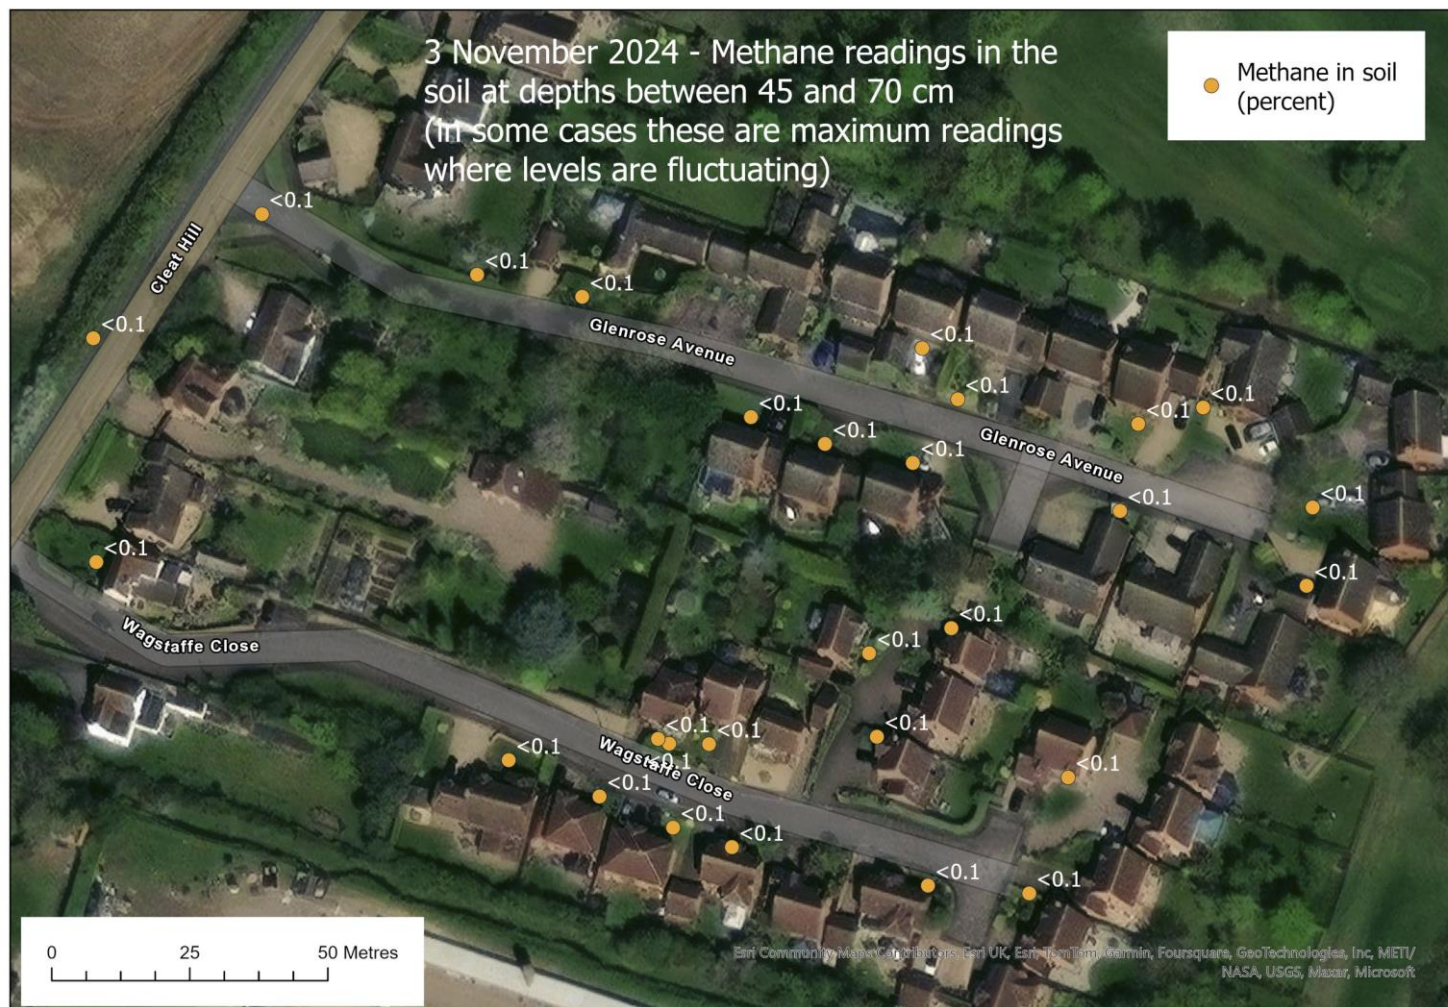 3 November 2024 - Methane readings in the
soil at depths between 45 and 70 cm
(in some cases these are maximum readings
where levels are fluctuating)
Methane in soil
(percent)
<0.1
Cleat Hill
<0.1
<0.1
<0.1
Glenrose Avenue
<0.1
<0.1
<0.1
<0.1
<0.1
<0.1
<0.1
Glenrose Avenue
<0.1
<0.1
<0.1
<0.1
<0.1
Wagstaffe Close
<0.1
<0.1
<0.1
<0.1
<0.1
<0.1
Wagstaffe Close
<0.1
<0.1
<0.1
<0.1
<0.1
<0.1
<0.1
0 25 50 Metres
Esri Community Maps Contributors, Esri UK, Esri, TomTom, Garmin, Foursquare, GeoTechnologies, Inc, METI/
NASA, USGS, Maxar, Microsoft